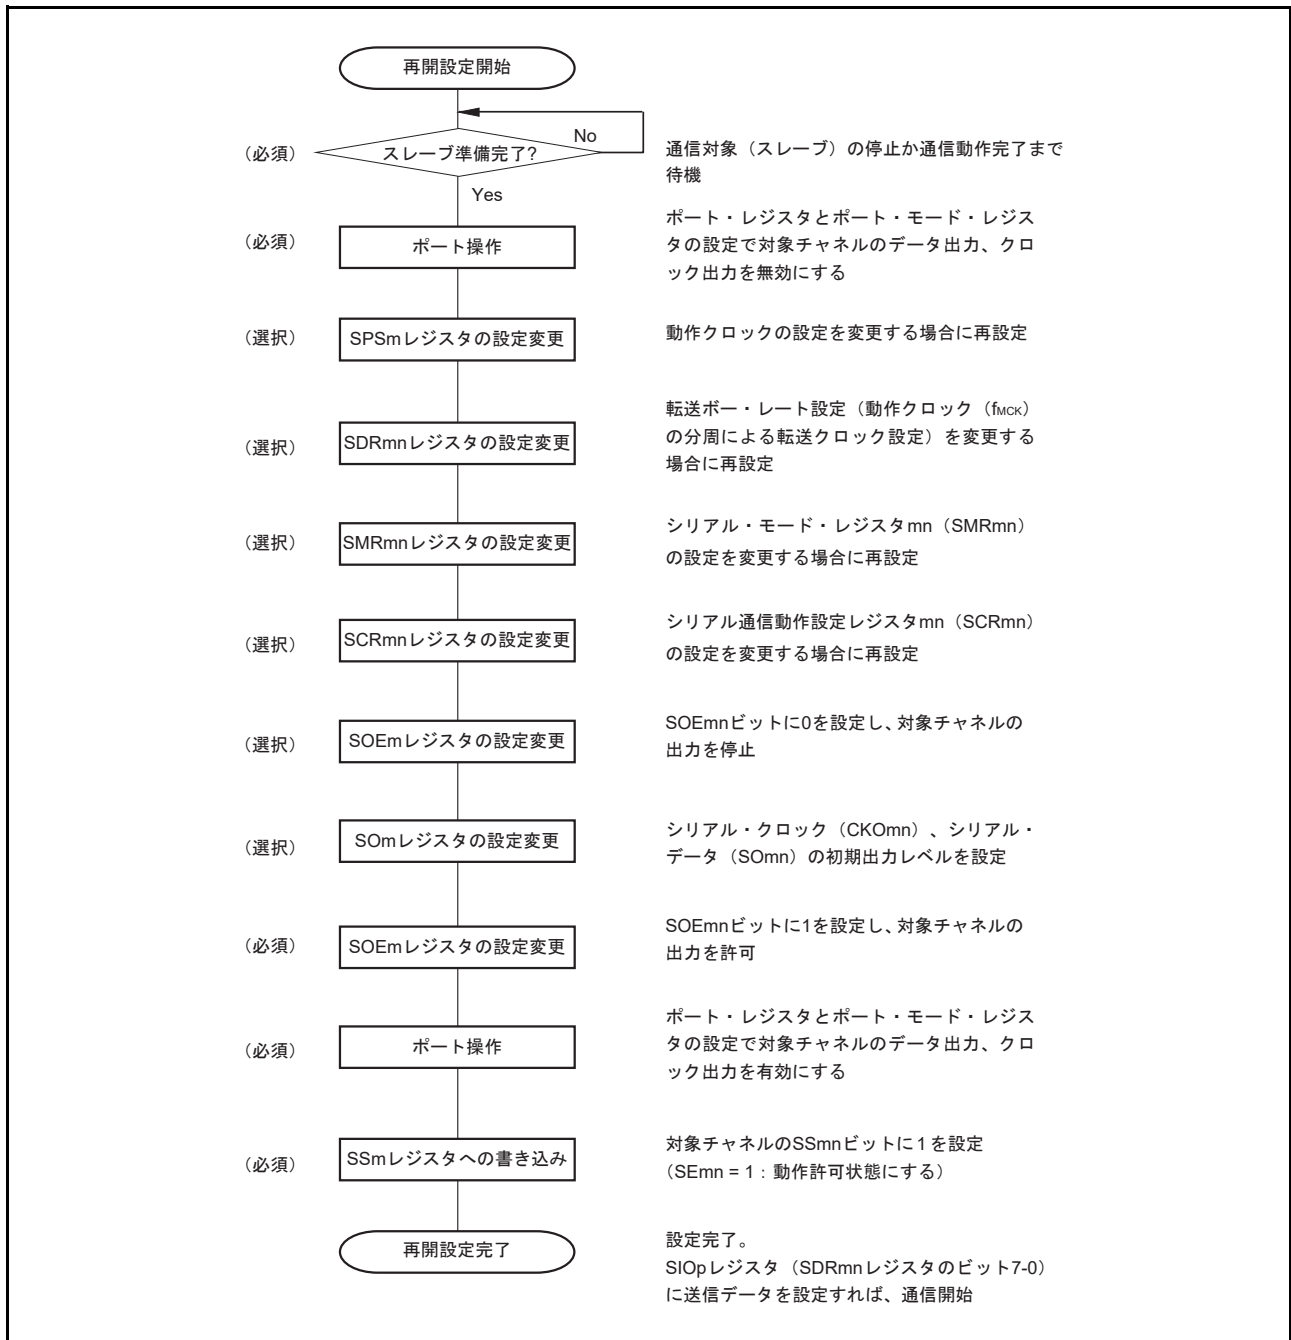 再開設定開始
No
(必須)
スレーブ準備完了?
通信対象（スレーブ）の停止か通信動作完了まで
待機
Yes
(必須)
ポート操作
ポート・レジスタとポート・モード・レジス
タの設定で対象チャネルのデータ出力、クロ
ック出力を無効にする
(選択)
SPSmレジスタの設定変更
動作クロックの設定を変更する場合に再設定
(選択)
SDRmnレジスタの設定変更
転送ボー・レート設定（動作クロック（fMCK）
の分周による転送クロック設定）を変更する
場合に再設定
(選択)
SMRmnレジスタの設定変更
シリアル・モード・レジスタmn（SMRmn）
の設定を変更する場合に再設定
(選択)
SCRmnレジスタの設定変更
シリアル通信動作設定レジスタmn（SCRmn）
の設定を変更する場合に再設定
(選択)
SOEmレジスタの設定変更
SOEmnビットに0を設定し、対象チャネルの
出力を停止
(選択)
SOmレジスタの設定変更
シリアル・クロック（CKOmn）、シリアル・
データ（SOmn）の初期出力レベルを設定
(必須)
SOEmレジスタの設定変更
SOEmnビットに1を設定し、対象チャネルの
出力を許可
(必須)
ポート操作
ポート・レジスタとポート・モード・レジス
タの設定で対象チャネルのデータ出力、クロ
ック出力を有効にする
(必須)
SSmレジスタへの書き込み
対象チャネルのSSmnビットに1を設定
（SEmn = 1：動作許可状態にする）
再開設定完了
設定完了。
SIOpレジスタ（SDRmnレジスタのビット7-0）
に送信データを設定すれば、通信開始